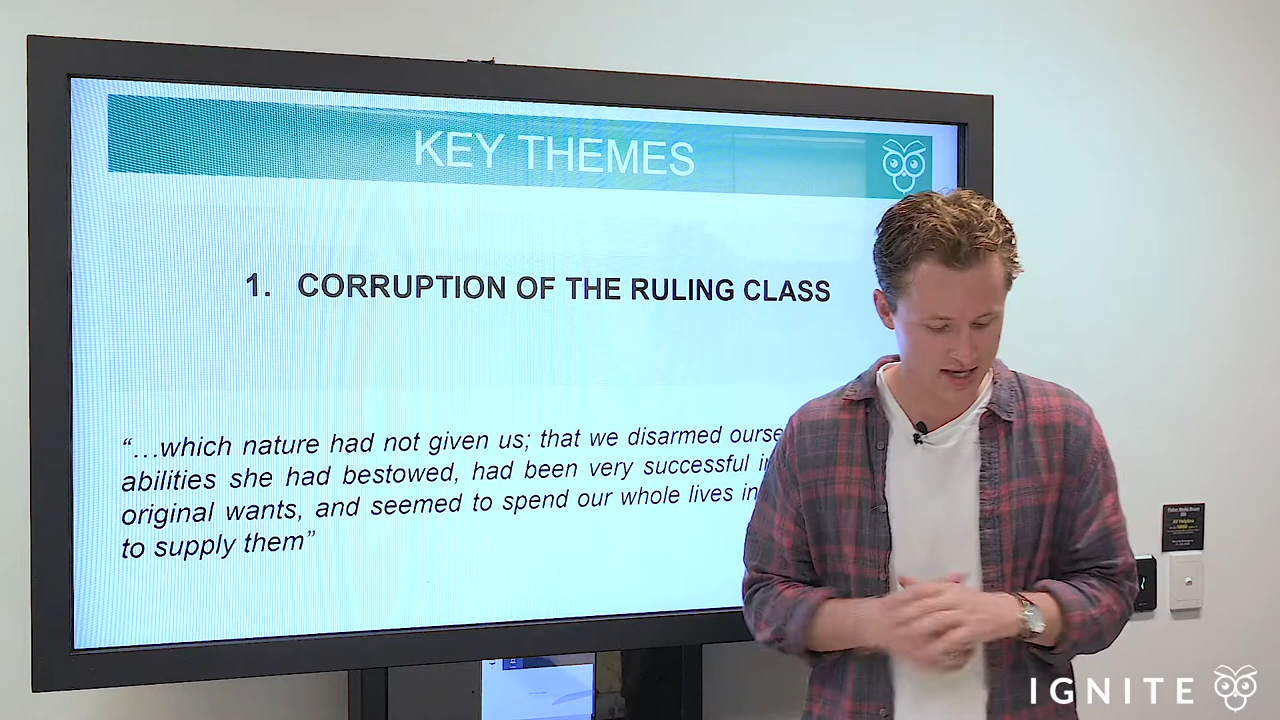 KEY THEMES
1. CORRUPTION OF THE RULING CLASS
“…which nature had not given us; that we disarmed
abilities she had bestowed, had been very successful
original wants, and seemed to spend our whole lives in
to supply them”
IGNITE